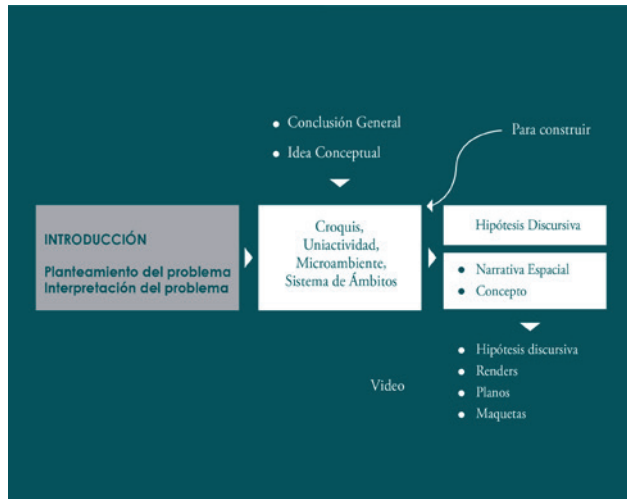 Conclusión General
Idea Conceptual
Para construir
INTRODUCCIÓN
Planteamiento del problema
Interpretación del problema
Croquis,
Uniactividad,
Microambiente,
Sistema de Ámbitos
Hipótesis Discursiva
Narrativa Espacial
Concepto
Hipótesis discursiva
Renders
Planos
Maquetas
Video